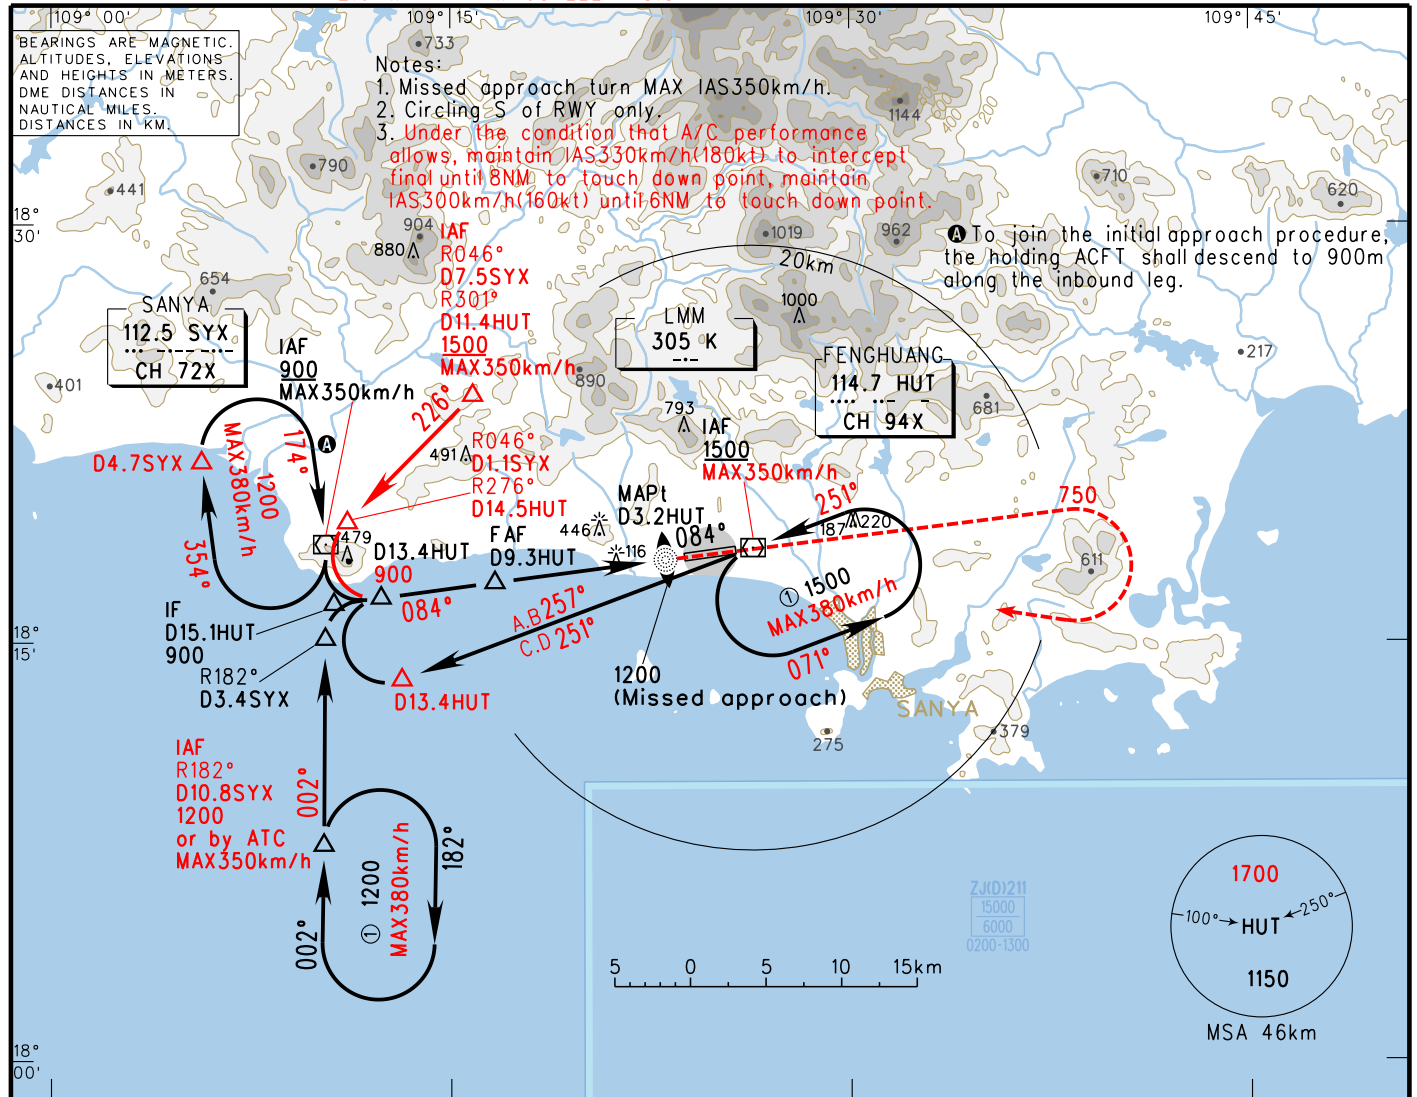 109° 00'
109° 15'
109° 30'
109° 45'
BEARINGS ARE MAGNETIC.
ALTITUDES, ELEVATIONS
AND HEIGHTS IN METERS.
DME DISTANCES IN
NAUTICAL MILES.
DISTANCES IN KM.
733
Notes:
1. Missed approach turn MAX IAS350km/h.
2. Circling S of RWY only.
3. Under the condition that A/C performance
allows, maintain IAS330km/h(180kt) to intercept
final until 8NM to touch down point, maintain
IAS300km/h(160kt) until 6NM to touch down point.
1144
400
200
790
441
710
620
18°
30'
904
880
1019
962
A To join the initial approach procedure,
the holding ACFT shall descend to 900m
along the inbound leg.
IAF
R046°
D7.5SYX
R301°
D11.4HUT
1500
MAX350km/h
20km
654
SANYA
112.5 SYX
CH 72X
1000
LMM
305 K
FENGHUANG
114.7 HUT
CH 94X
217
IAF
900
MAX350km/h
401
890
681
226°
793
IAF
1500
MAX350km/h
A
174°
MAX380km/h
1200
D4.7SYX
491
R046°
D1.1SYX
R276°
D14.5HUT
MAPt
D3.2HUT
251°
750
084°
446
187
220
354°
479
D13.4HUT
900
FAF
D9.3HUT
116
611
084°
① 1500
MAX380km/h
IF
D15.1HUT
900
A.B 257°
C.D 251°
18°
15'
R182°
D3.4SYX
071°
1200
(Missed approach)
D13.4HUT
SANYA
275
379
IAF
R182°
D10.8SYX
1200
or by ATC
MAX350km/h
002°
182°
① 1200
MAX380km/h
002°
ZJ(D)211
15000
6000
0200-1300
1700
100°
HUT
250°
1150
MSA 46km
5 0 5 10 15km
18°
00'